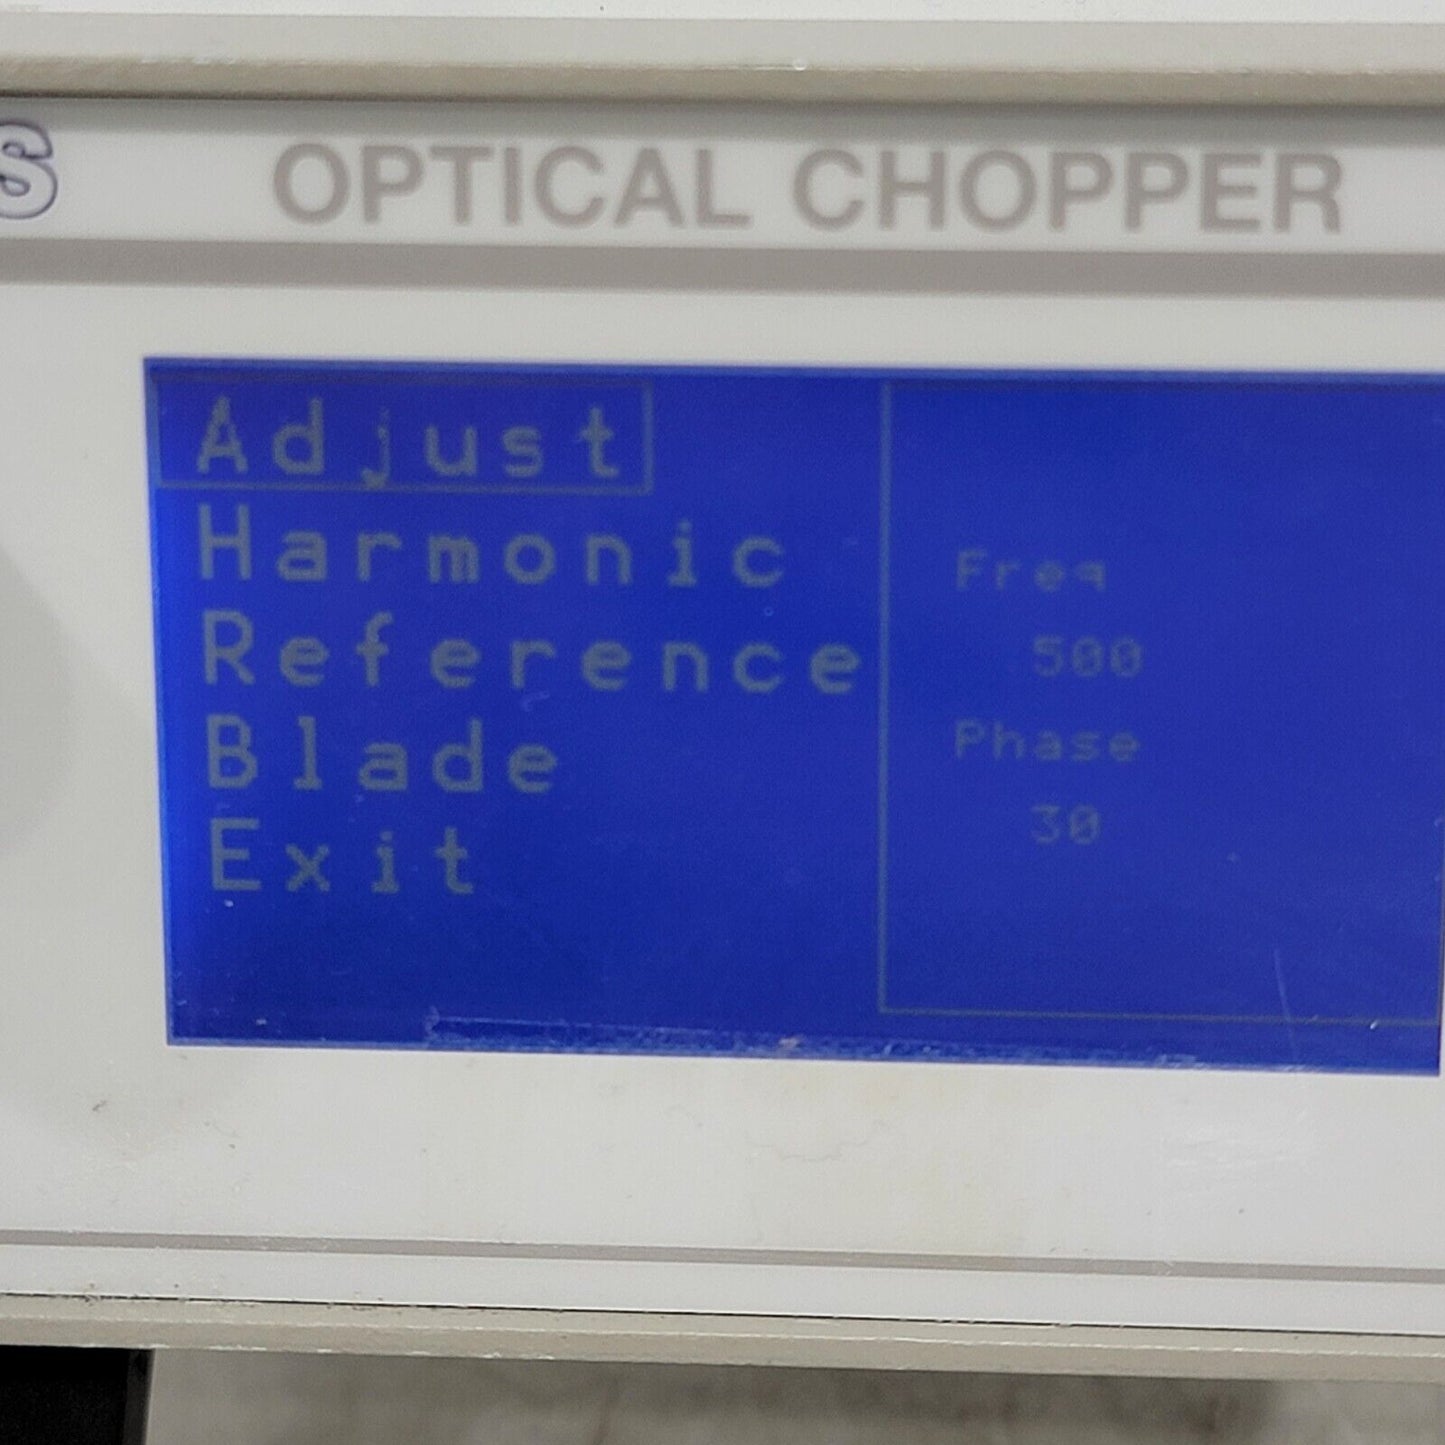 S OPTICAL CHOPPER
Adjust
Harmonic
Reference
Blade
Exit
Freq
500
Phase
30